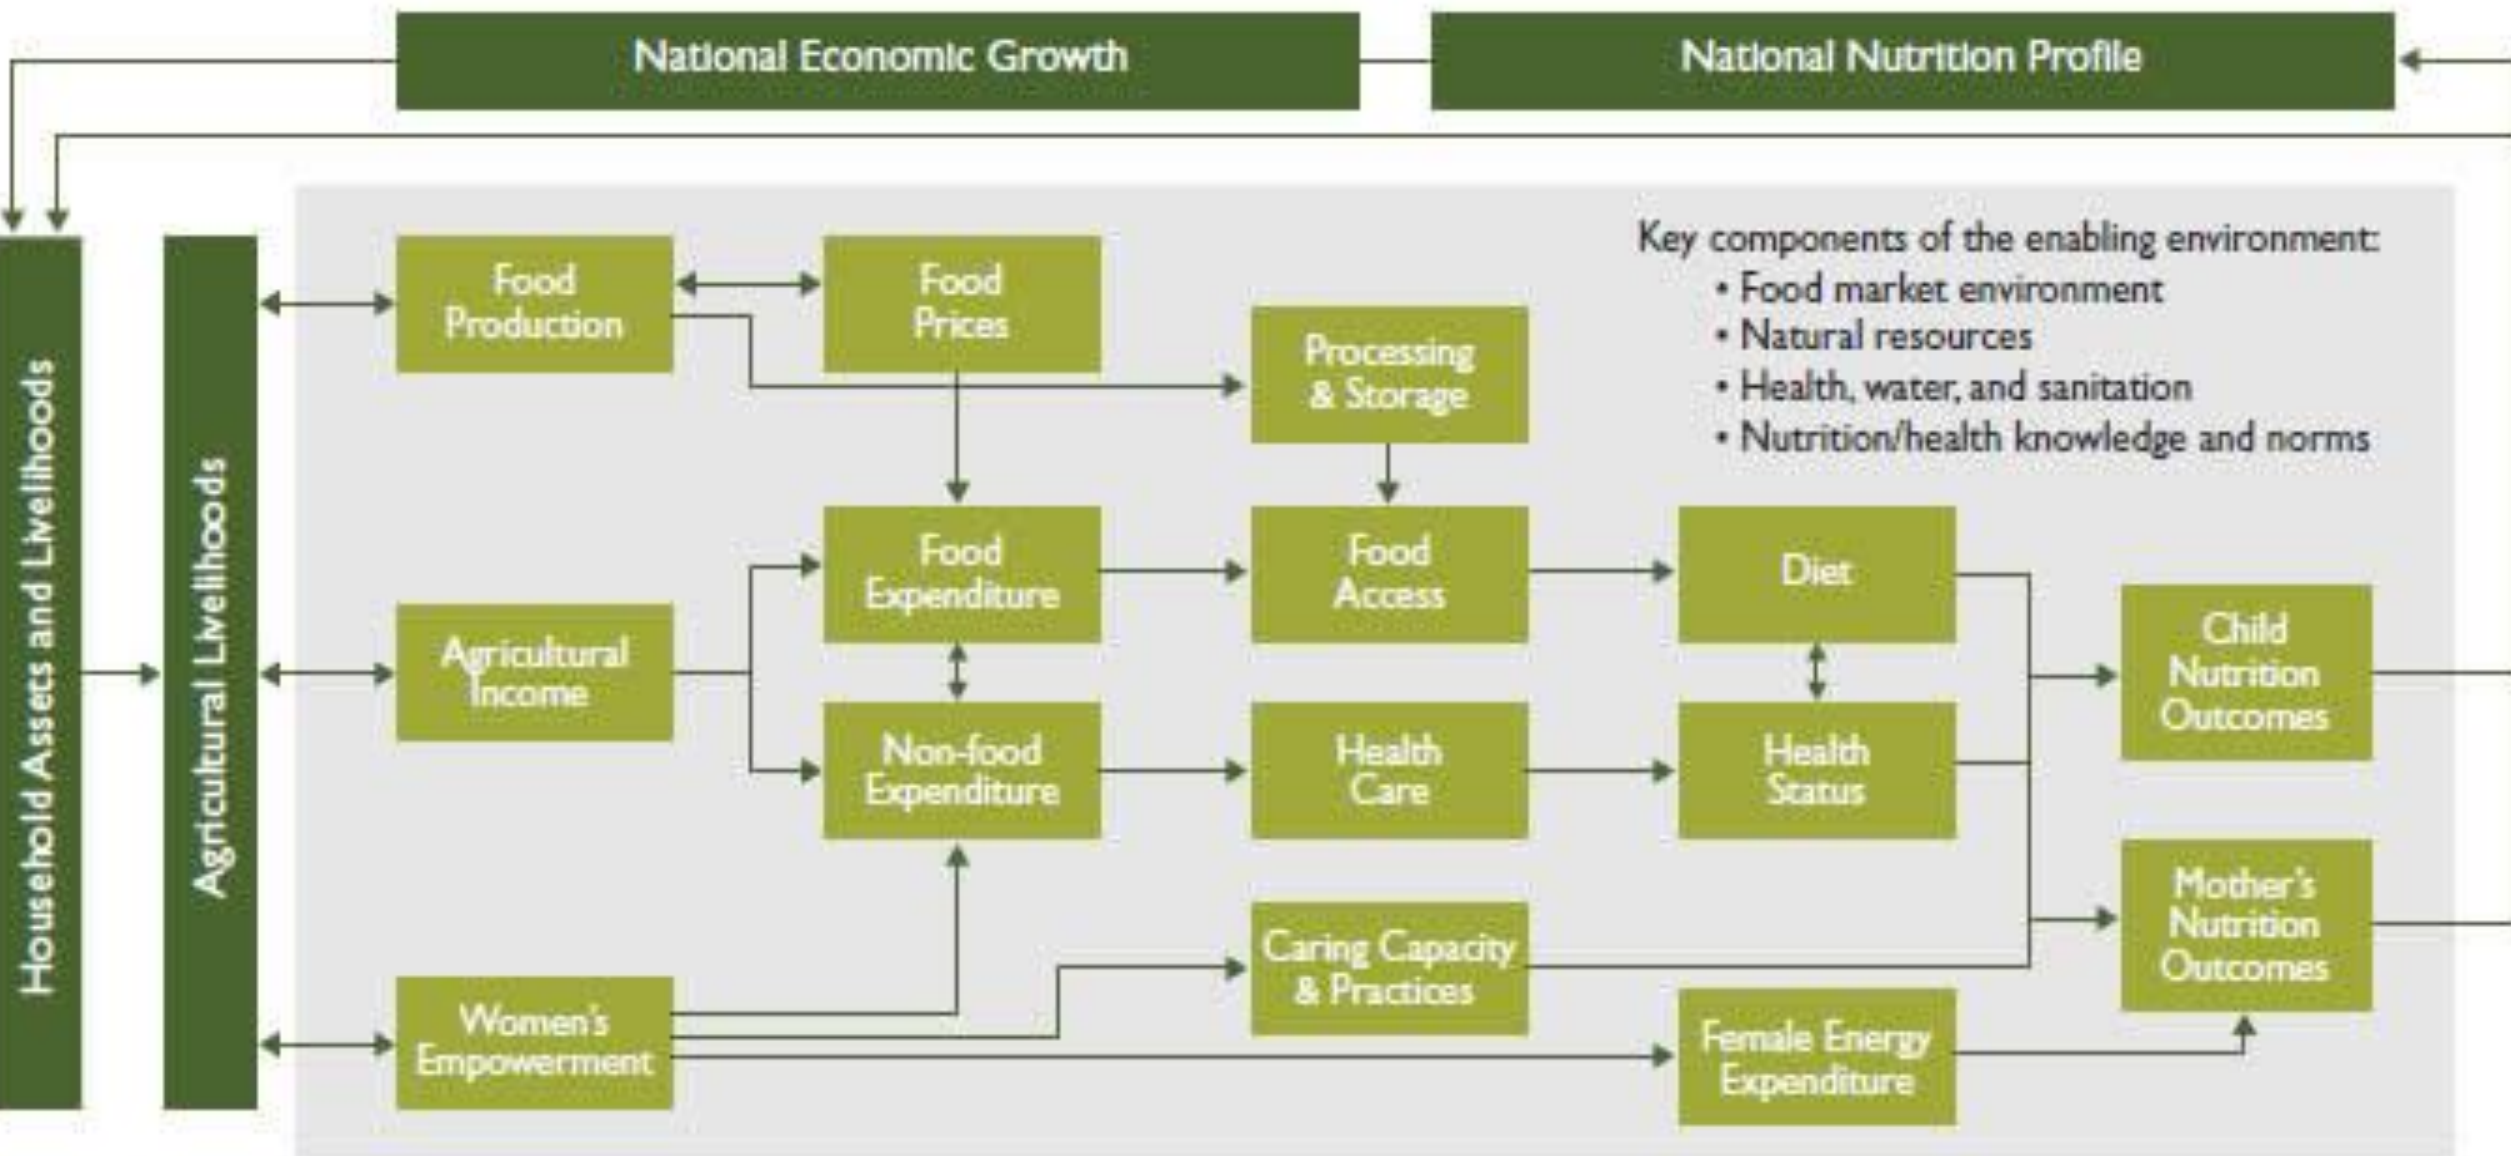 National Economic Growth
National Nutrition Profile
Household Assets and Livelihoods
Agricultural Livelihoods
Food
Production
Food
Prices
Processing
& Storage
Key components of the enabling environment:
• Food market environment
• Natural resources
• Health, water, and sanitation
• Nutrition/health knowledge and norms
Food
Expenditure
Food
Access
Diet
Agricultural
Income
Child
Nutrition
Outcomes
Non-food
Expenditure
Health
Care
Health
Status
Women's
Empowerment
Caring Capacity
& Practices
Female Energy
Expenditure
Mother's
Nutrition
Outcomes